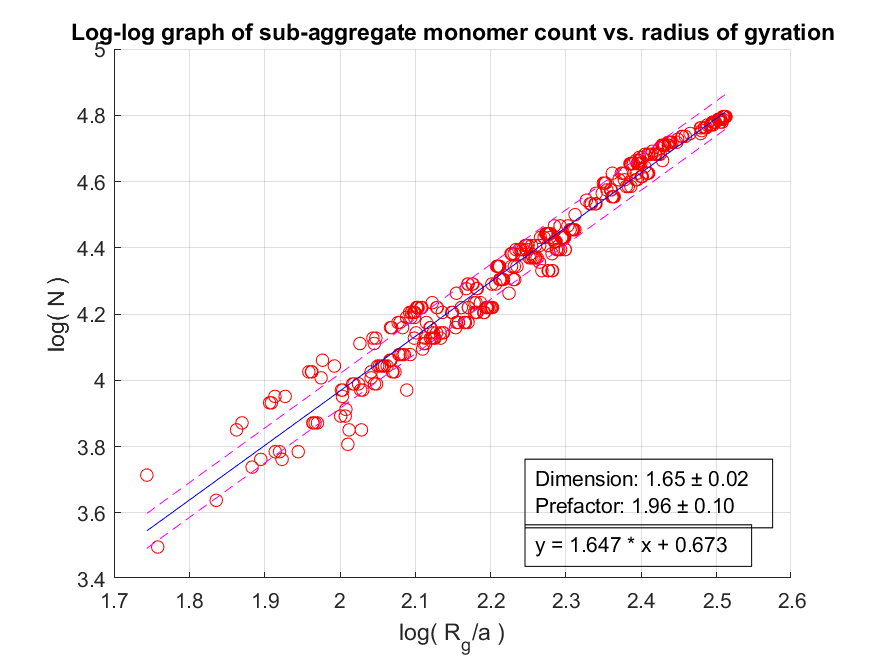 Log-log graph of sub-aggregate monomer count vs. radius of gyration
5
4.8
4.6
4.4
4.2
4
3.8
3.6
3.4
log( N )
Dimension: 1.65 ± 0.02
Prefactor: 1.96 ± 0.10
y = 1.647 * x + 0.673
1.7 1.8 1.9 2 2.1 2.2 2.3 2.4 2.5 2.6
log( Rg/a )